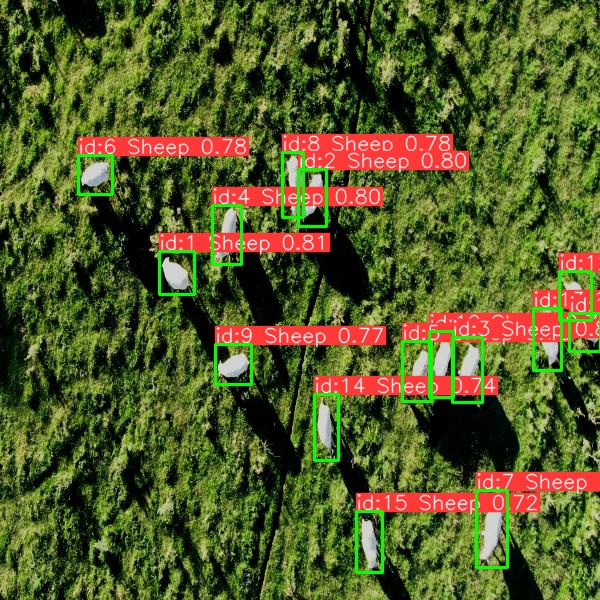 id:6 Sheep 0.78
id:8 Sheep 0.78
id:2 Sheep 0.80
id:4 Sheep 0.80
id:1 Sheep 0.81
id:9 Sheep 0.77
id:3 Sheep
id:14 Sheep 0.74
id:7 Sheep
id:15 Sheep 0.72